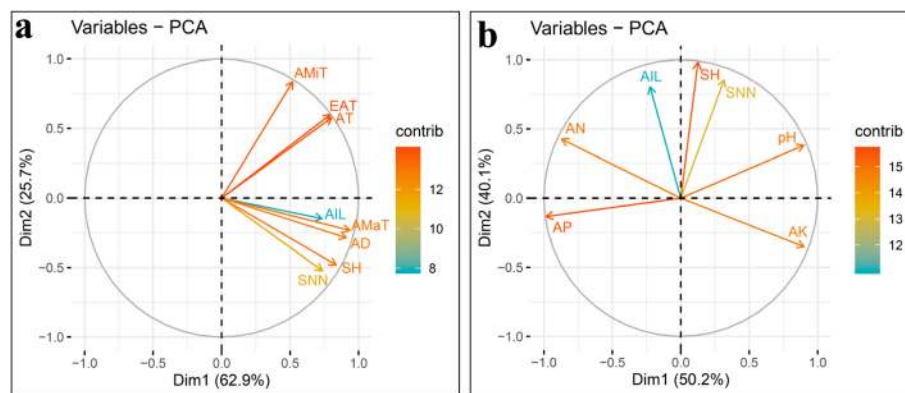 a
Variables − PCA
1.0
0.5
0.0
−0.5
−1.0
Dim2 (25.7%)
AMiT
EAT
AT
AIL
AMaT
AD
SH
SNN
−1.0 −0.5 0.0 0.5 1.0
Dim1 (62.9%)
contrib
12
10
8
b
Variables − PCA
1.0
0.5
0.0
−0.5
−1.0
Dim2 (40.1%)
AIL
SH
SNN
AN
pH
AP
AK
−1.0 −0.5 0.0 0.5 1.0
Dim1 (50.2%)
contrib
15
14
13
12